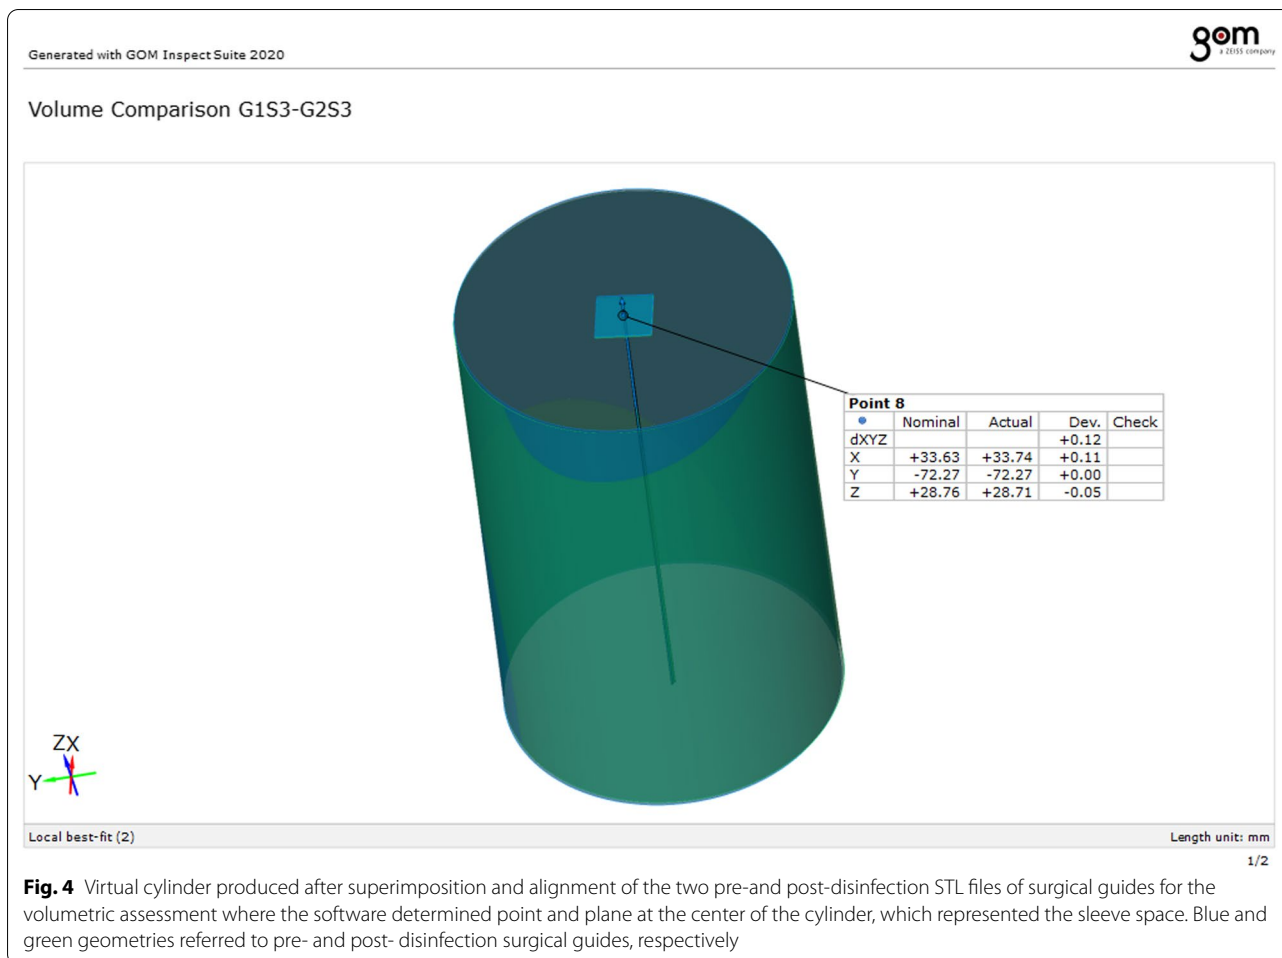 gom
a ZEISS company
Generated with GOM Inspect Suite 2020
Volume Comparison G1S3-G2S3
Point 8
Nominal Actual Dev. Check
dXYZ +0.12
X +33.63 +33.74 +0.11
Y -72.27 -72.27 +0.00
Z +28.76 +28.71 -0.05
ZX
Y
Local best-fit (2) Length unit: mm
1/2
Fig. 4 Virtual cylinder produced after superimposition and alignment of the two pre-and post-disinfection STL files of surgical guides for the
volumetric assessment where the software determined point and plane at the center of the cylinder, which represented the sleeve space. Blue and
green geometries referred to pre- and post- disinfection surgical guides, respectively